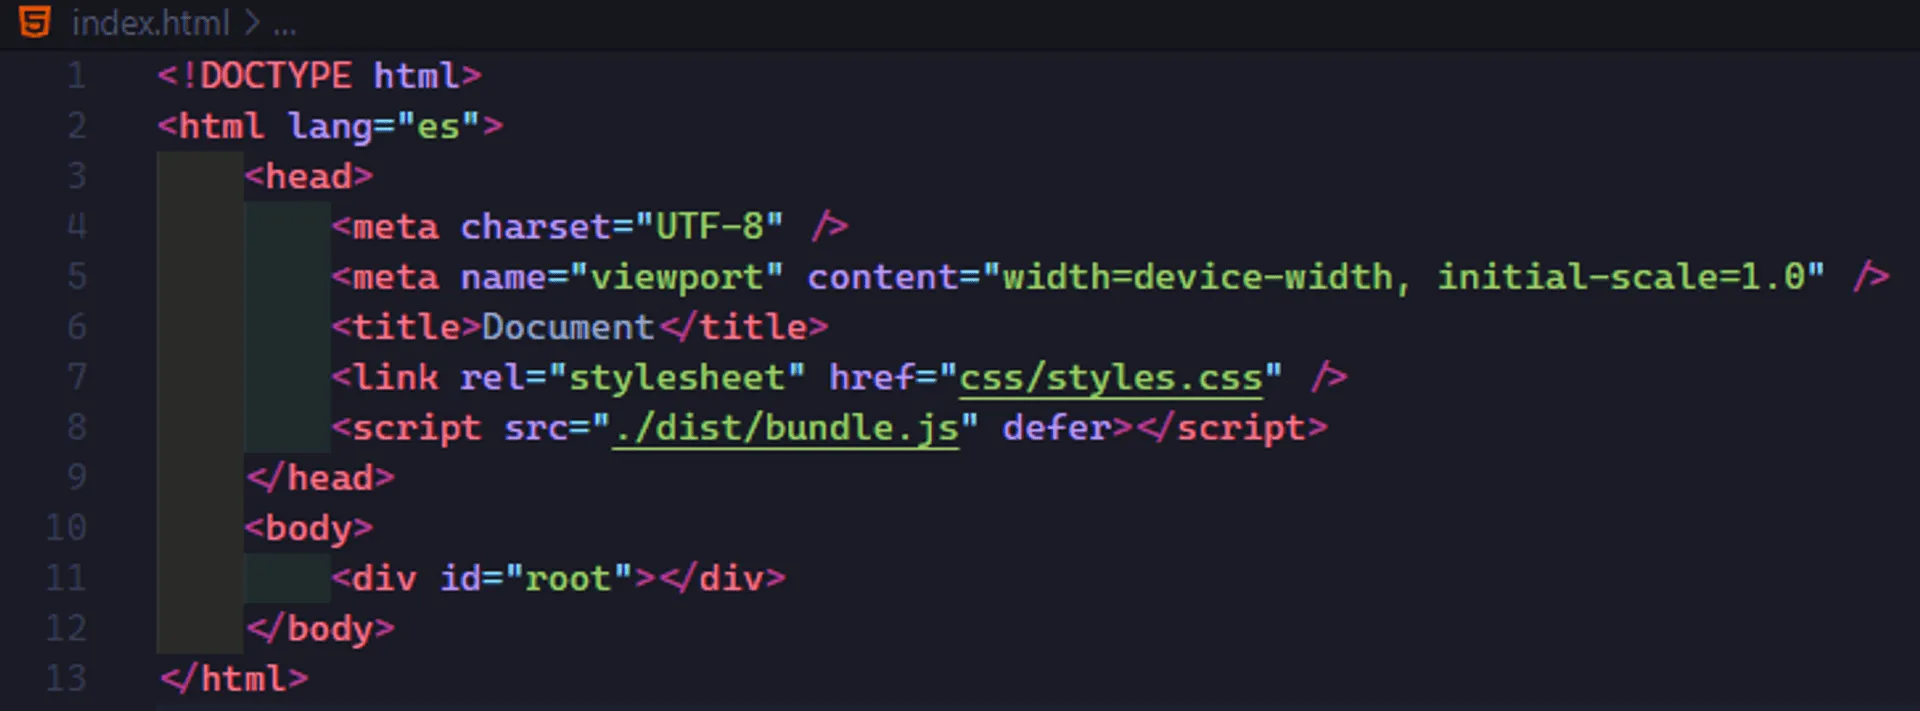 index.html > ...
1 <!DOCTYPE html>
2 <html lang="es">
3 <head>
4 <meta charset="UTF-8" />
5 <meta name="viewport" content="width=device-width, initial-scale=1.0" />
6 <title>Document</title>
7 <link rel="stylesheet" href="css/styles.css" />
8 <script src="./dist/bundle.js" defer></script>
9 </head>
10 <body>
11 <div id="root"></div>
12 </body>
13 </html>